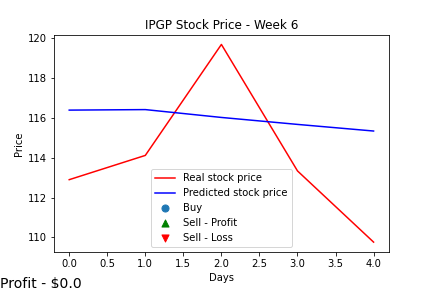 IPGP Stock Price - Week 6
120
118
116
114
112
110
Price
Real stock price
Predicted stock price
Buy
Sell - Profit
Sell - Loss
0.0 0.5 1.0 1.5 2.0 2.5 3.0 3.5 4.0
Days
Profit - $0.0